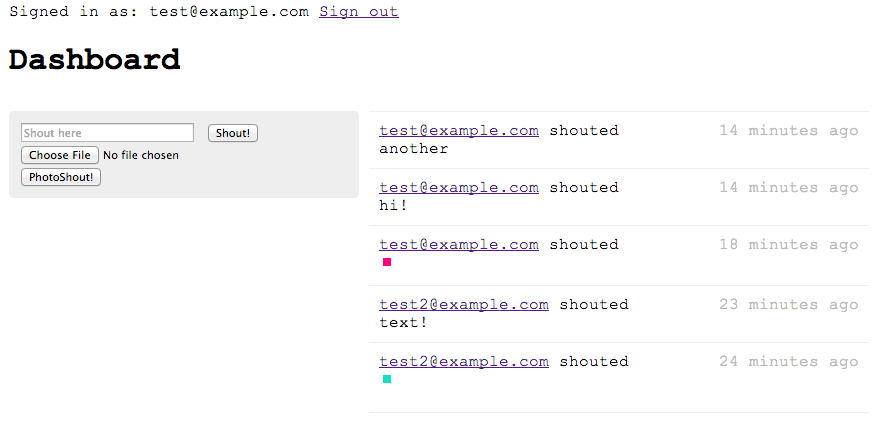 Signed in as: test@example.com Sign out
Dashboard
Shout here Shout!
Choose File No file chosen
PhotoShout!
test@example.com shouted 14 minutes ago
another
test@example.com shouted 14 minutes ago
hi!
test@example.com shouted 18 minutes ago
test2@example.com shouted 23 minutes ago
text!
test2@example.com shouted 24 minutes ago